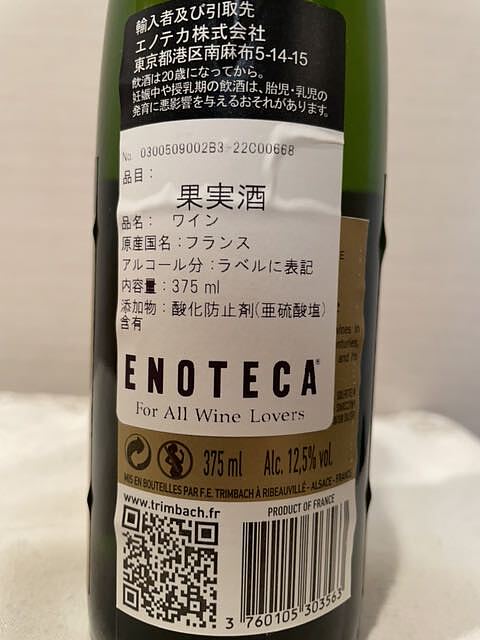 輸入者及び引取先
エノテカ株式会社
東京都港区南麻布5-14-15
飲酒は20歳になってから。
妊娠中や授乳期の飲酒は、胎児・乳児の
発育に悪影響を与えるおそれがあります。
No. 0300509002B3-22C00668
品目：
果実酒
品名： ワイン
原産国名：フランス
アルコール分：ラベルに表記
内容量：375 ml
添加物：酸化防止剤(亜硫酸塩)
含有
ENOTECA®
For All Wine Lovers
375 ml Alc. 12,5% vol.
MIS EN BOUTEILLES PAR F.E. TRIMBACH À RIBEAUVILLÉ - ALSACE - FRANCE
www.trimbach.fr
PRODUCT OF FRANCE
3 760105 303563